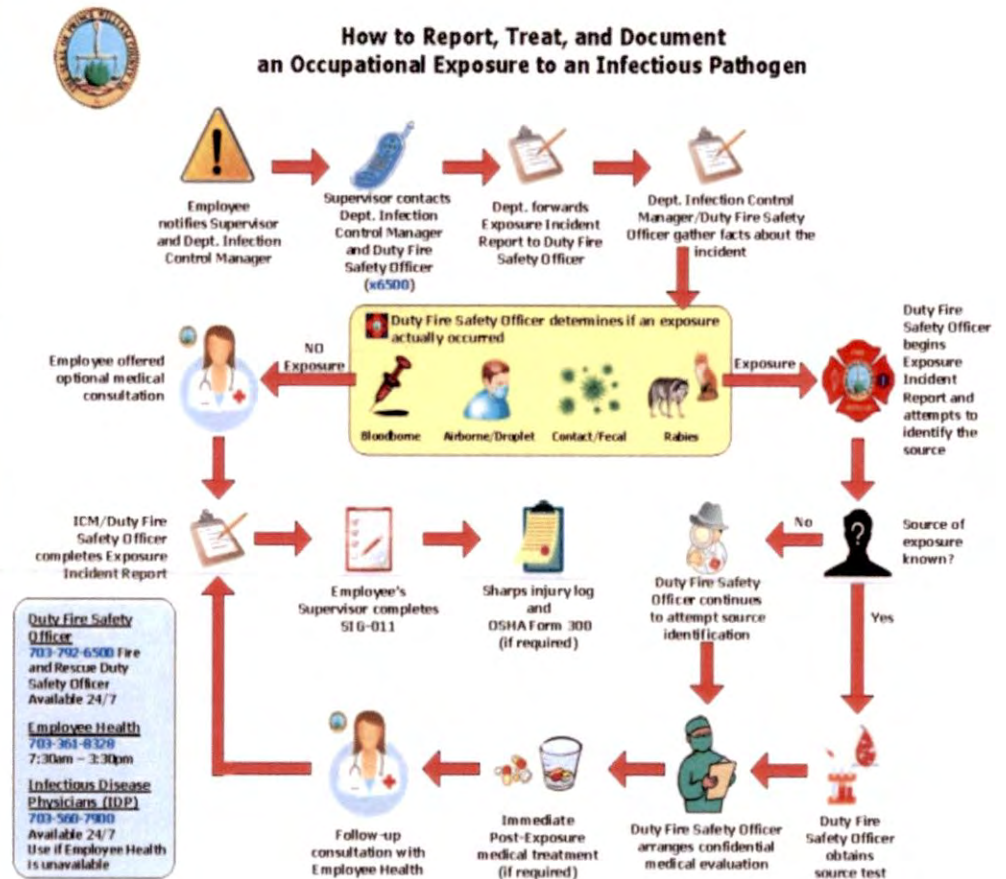 How to Report, Treat, and Document
an Occupational Exposure to an Infectious Pathogen
Employee
notifies Supervisor
and Dept. Infection
Control Manager
Supervisor contacts
Dept. Infection
Control Manager
and Duty Fire
Safety Officer
(x6500)
Dept. forwards
Exposure Incident
Report to Duty Fire
Safety Officer
Dept. Infection Control
Manager/Duty Fire Safety
Officer gather facts about the
incident
Duty Fire Safety Officer determines if an exposure
actually occurred
Bloodborne
Airborne/Droplet
Contact/Fecal
Rabies
NO
Exposure
Exposure
Employee offered
optional medical
consultation
Duty Fire
Safety Officer
begins
Exposure
Incident
Report and
attempts to
identify the
source
ICM/Duty Fire
Safety Officer
completes Exposure
Incident Report
Employee's
Supervisor completes
SIG-011
Sharps injury log
and
OSHA Form 300
(if required)
Duty Fire Safety
Officer continues
to attempt source
identification
No
?
Source of
exposure
known?
Yes
Duty Fire Safety
Officer
703-792-6500 Fire
and Rescue Duty
Safety Officer
Available 24/7
Employee Health
703-361-8328
7:30am – 3:30pm
Infectious Disease
Physicians (IDP)
703-560-7900
Available 24/7
Use if Employee Health
is unavailable
Follow-up
consultation with
Employee Health
Immediate
Post-Exposure
medical treatment
(if required)
Duty Fire Safety Officer
arranges confidential
medical evaluation
Duty Fire
Safety Officer
obtains
source test